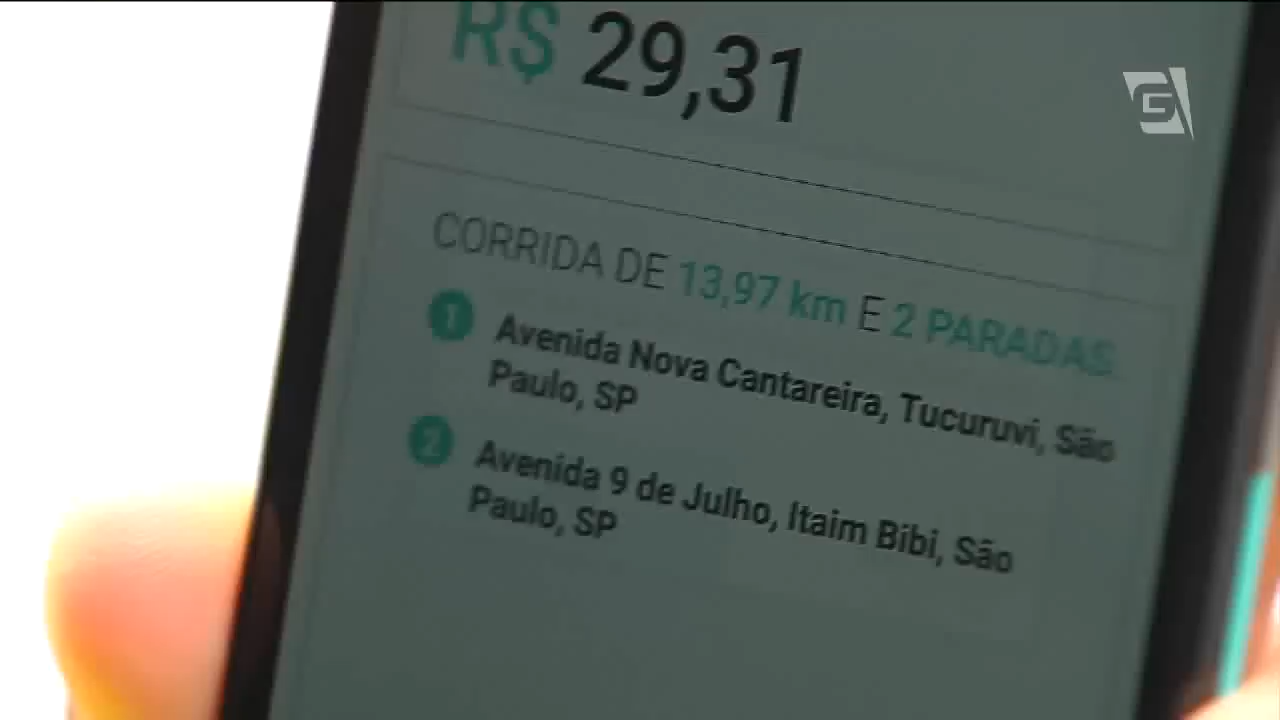 R$ 29,31
CORRIDA DE 13,97 km E 2 PARADAS.
1 Avenida Nova Cantareira, Tucuruvi, São
Paulo, SP
2 Avenida 9 de Julho, Itaim Bibi, São
Paulo, SP